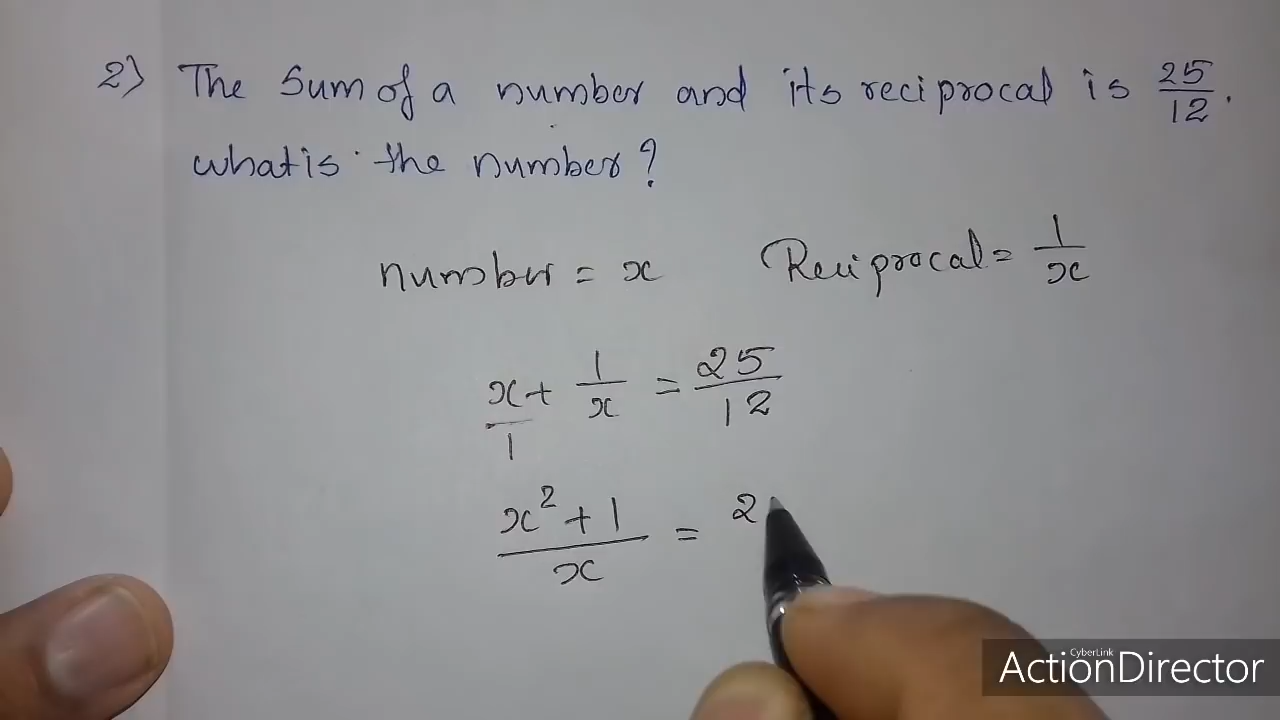 2) The Sum of a number and its reciprocal is 25/12.
what is the number?
number = x Reciprocal = 1/x
x/1 + 1/x = 25/12
x² + 1/x = 2
CyberLink
ActionDirector